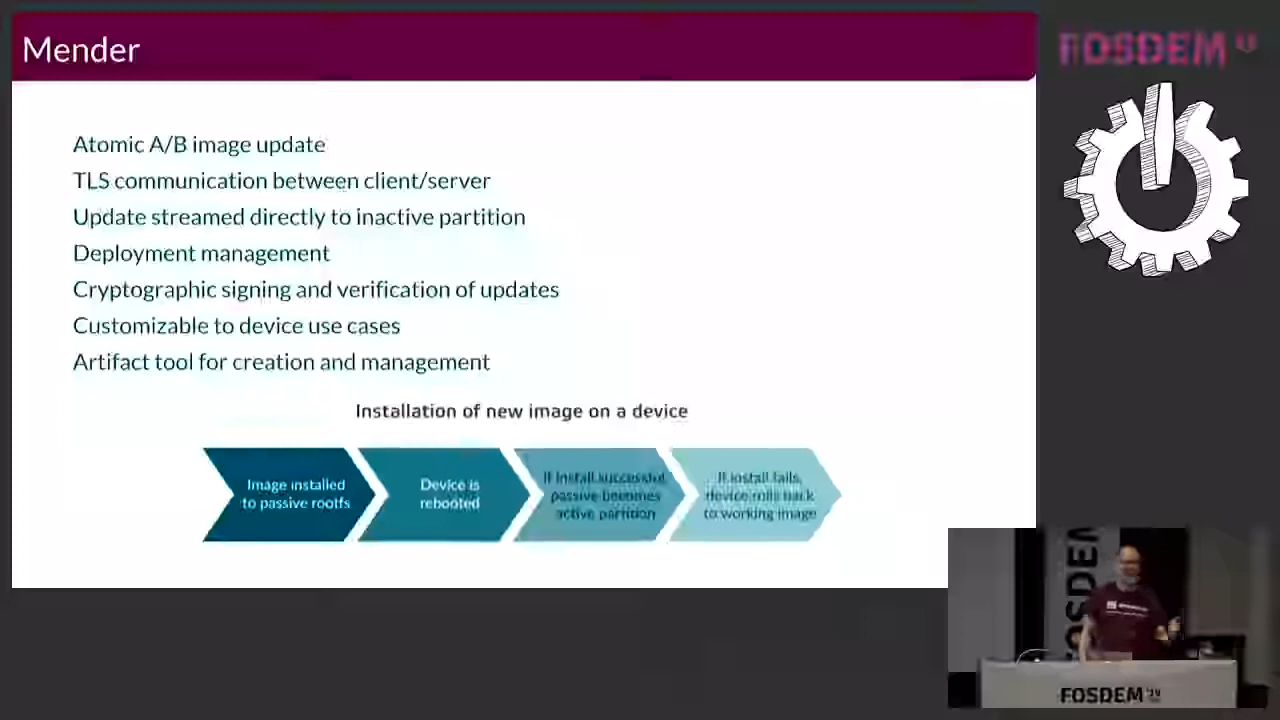 Mender
FOSDEM
Atomic A/B image update
TLS communication between client/server
Update streamed directly to inactive partition
Deployment management
Cryptographic signing and verification of updates
Customizable to device use cases
Artifact tool for creation and management
Installation of new image on a device
Image installed
to passive rootfs
Device is
rebooted
If install successful,
passive becomes
active partition
If install fails,
device rolls back
to working image
FOSDEM
FOSDEM